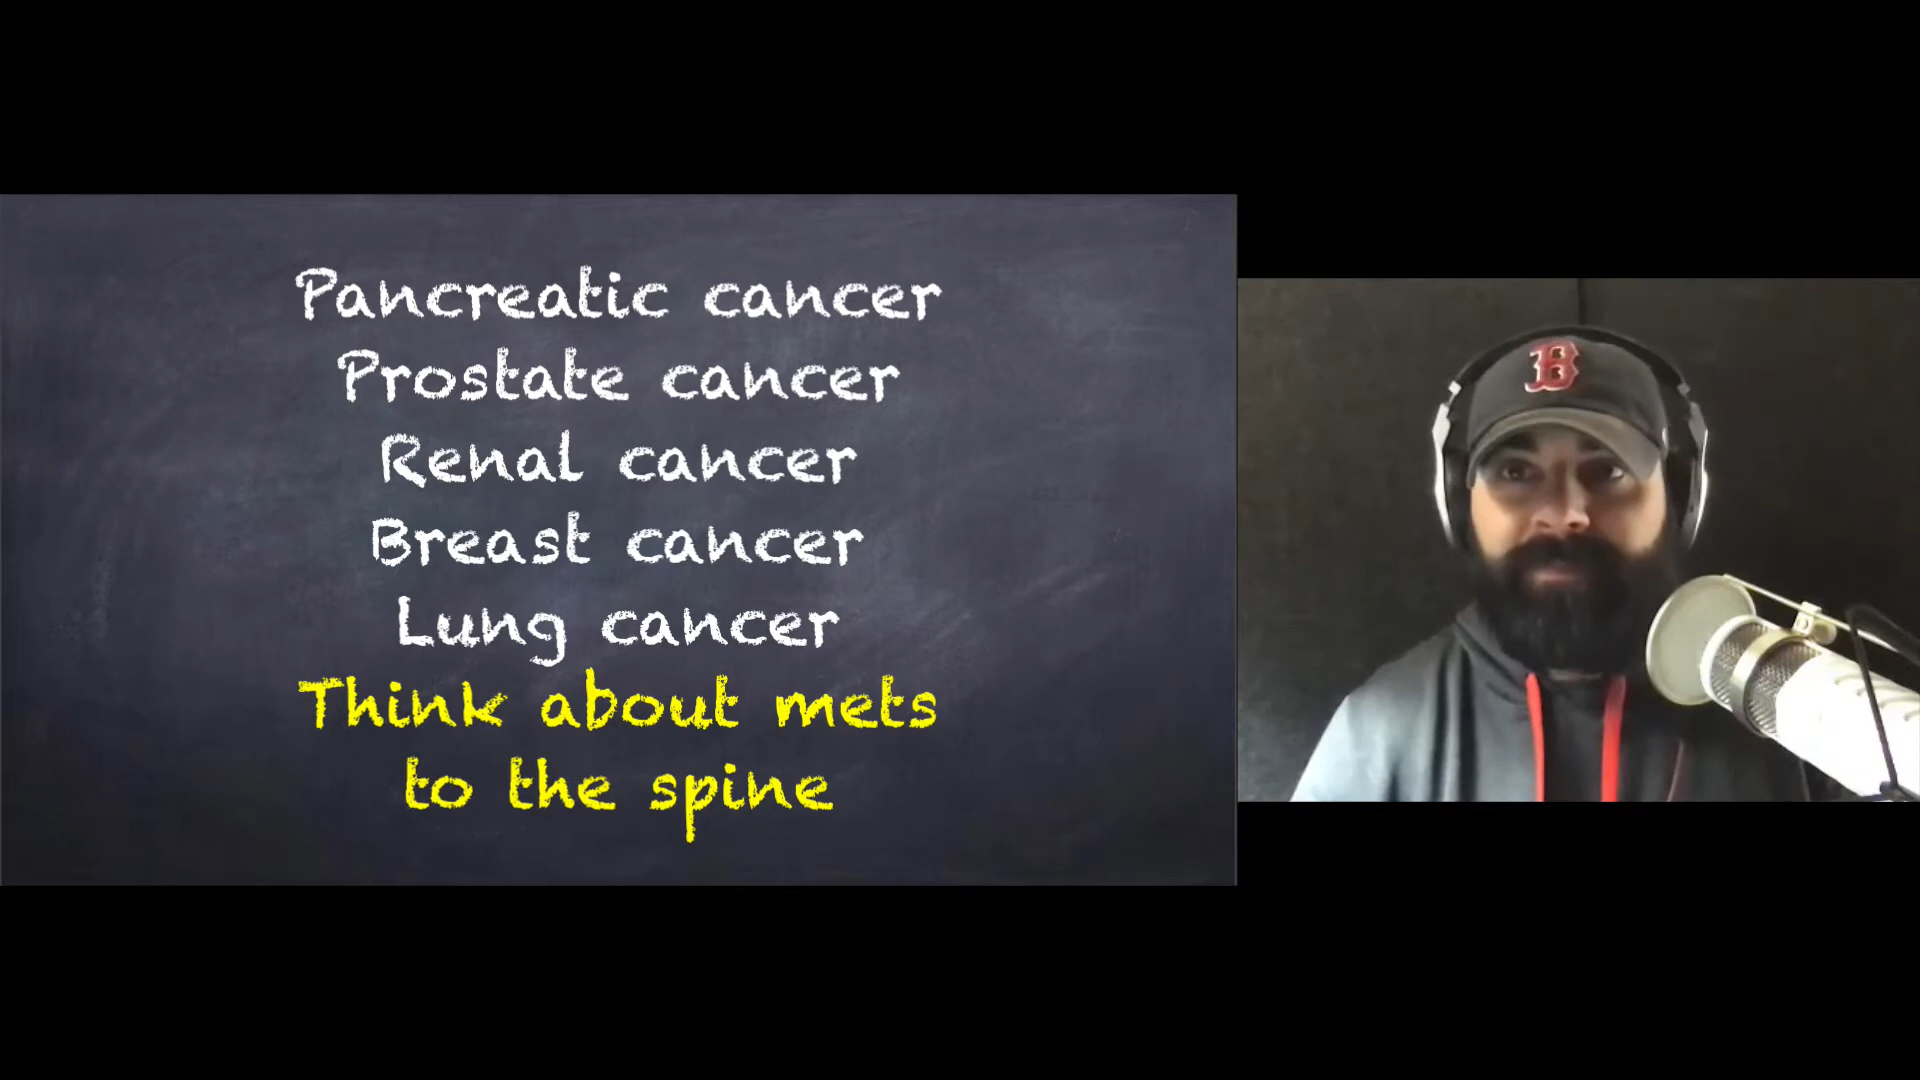 Pancreatic cancer
Prostate cancer
Renal cancer
Breast cancer
Lung cancer
Think about mets
to the spine
B